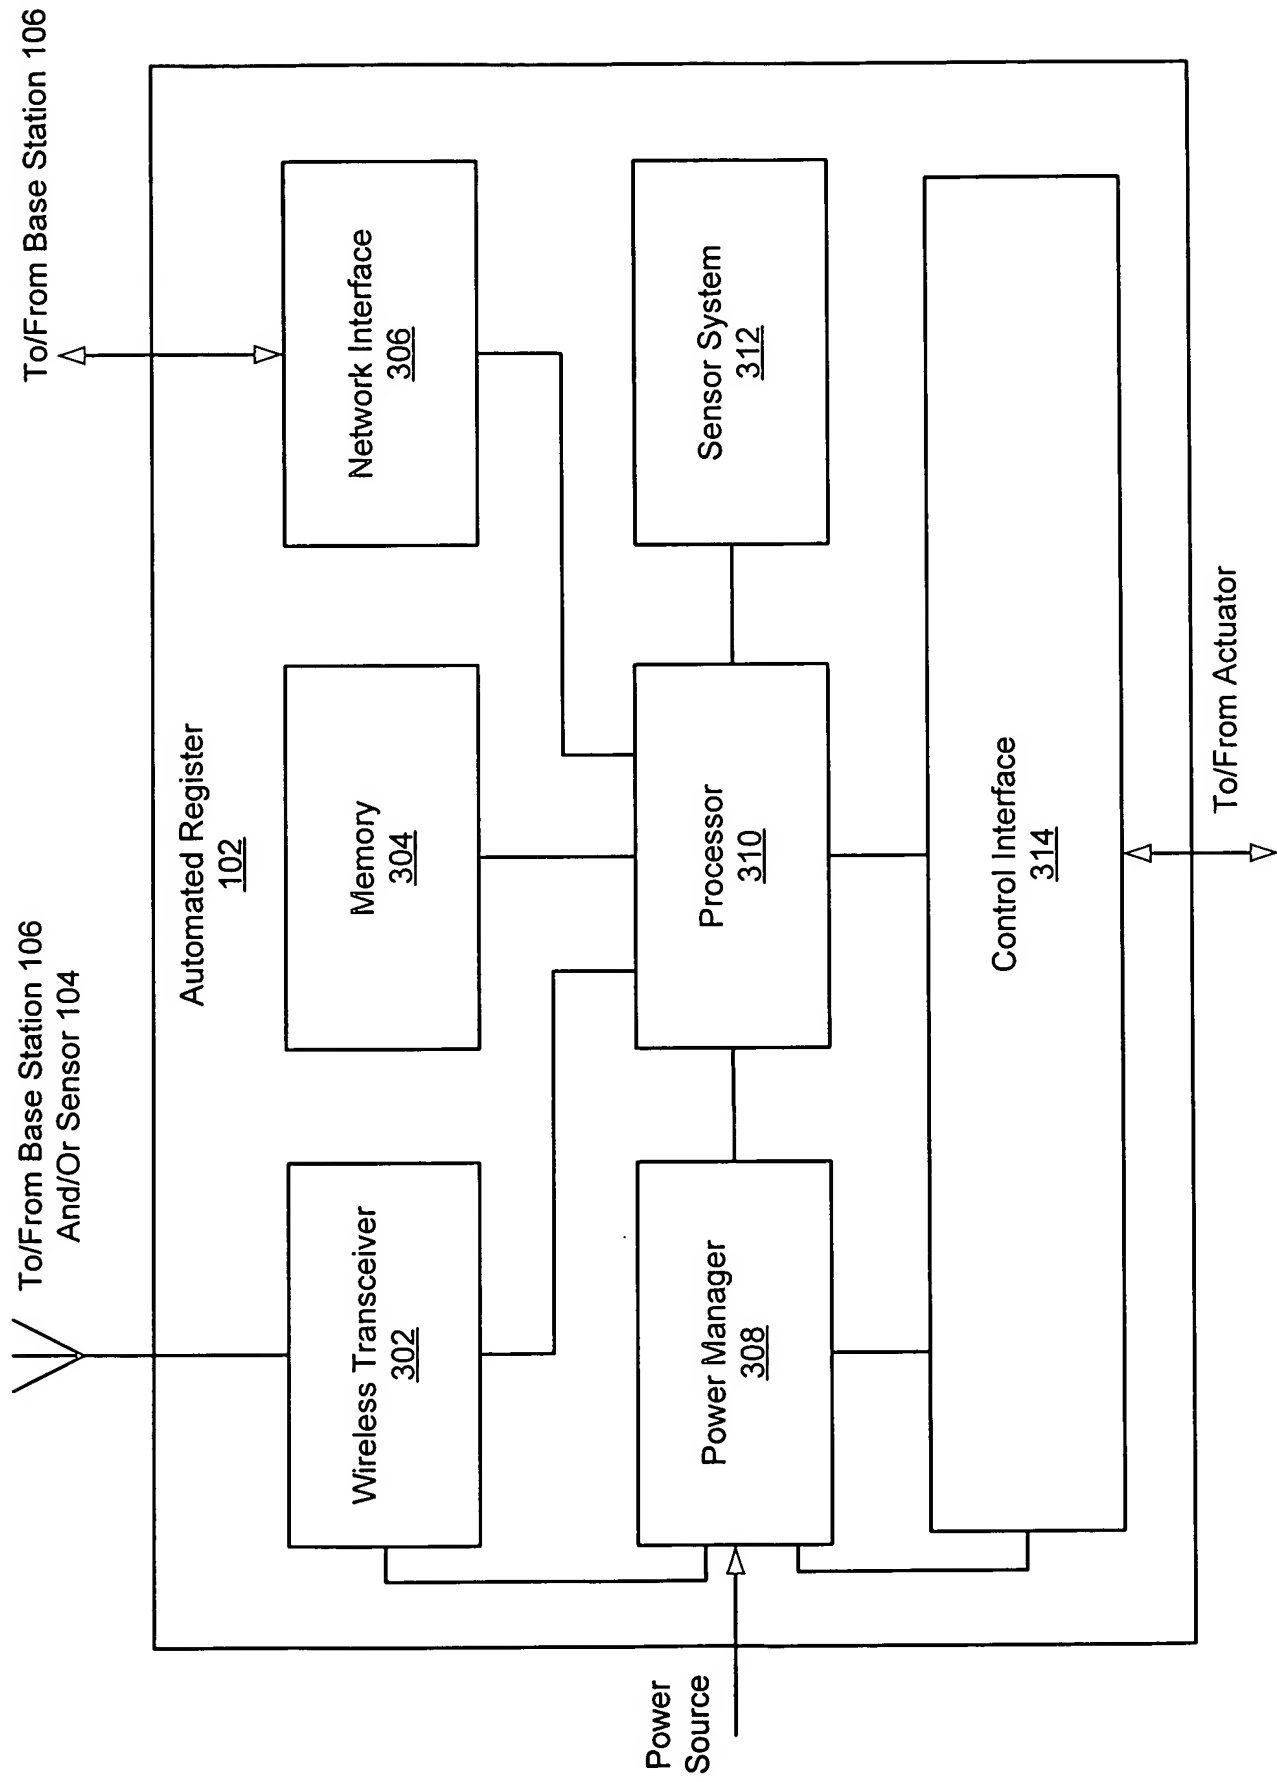 To/From Base Station 106
And/Or Sensor 104
To/From Base Station 106
Automated Register
102
Wireless Transceiver
302
Memory
304
Network Interface
306
Power
Source
Power Manager
308
Processor
310
Sensor System
312
Control Interface
314
To/From Actuator